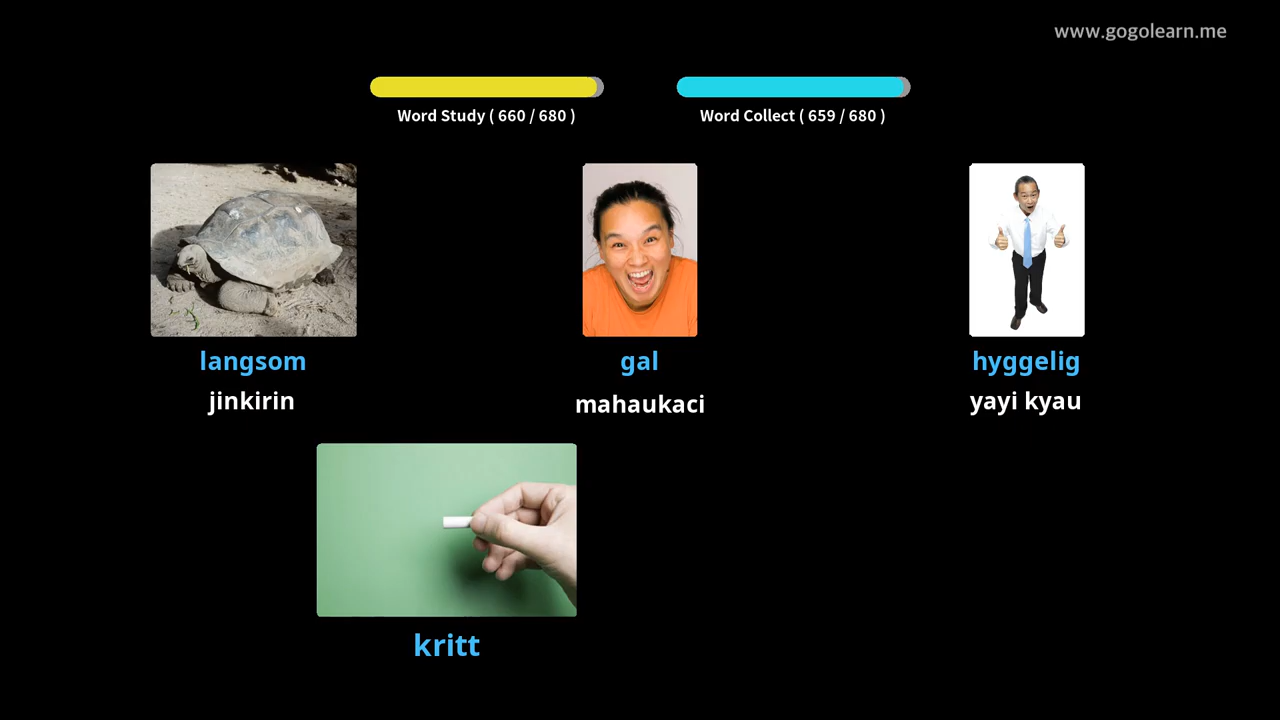 www.gogolearn.me
Word Study ( 660 / 680 )
Word Collect ( 659 / 680 )
langsom
gal
hyggelig
jinkirin
mahaukaci
yayi kyau
kritt